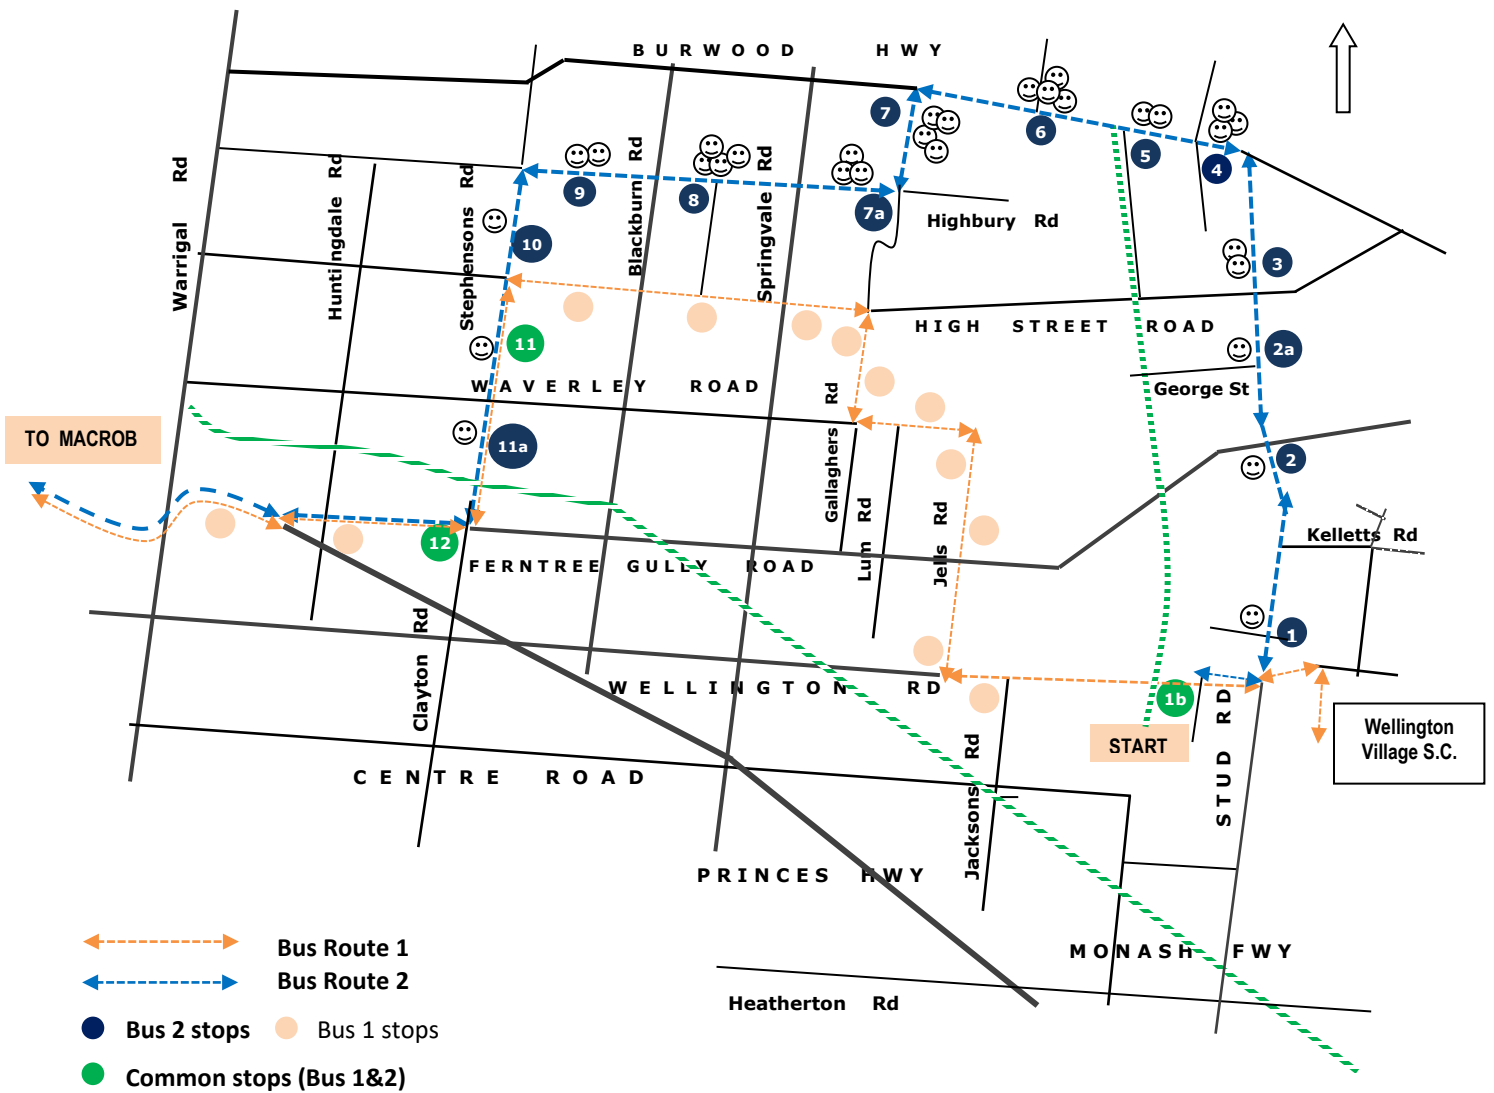 BURWOOD HWY
7
6
5
4
Warrigal Rd
Huntingdale Rd
Stephensons Rd
Blackburn Rd
Springvale Rd
9
8
7a
Highbury Rd
10
3
11
HIGH STREET ROAD
2a
WAVERLEY ROAD
George St
TO MACROB
11a
Gallaghers Rd
Lum Rd
Jells Rd
2
12
FERNTREE GULLY ROAD
Kelletts Rd
Clayton Rd
1
WELLINGTON RD
1b
START
STUD RD
Wellington
Village S.C.
CENTRE ROAD
Jacksons Rd
PRINCES HWY
MONASH FWY
Heatherton Rd
Bus Route 1
Bus Route 2
Bus 2 stops
Bus 1 stops
Common stops (Bus 1&2)